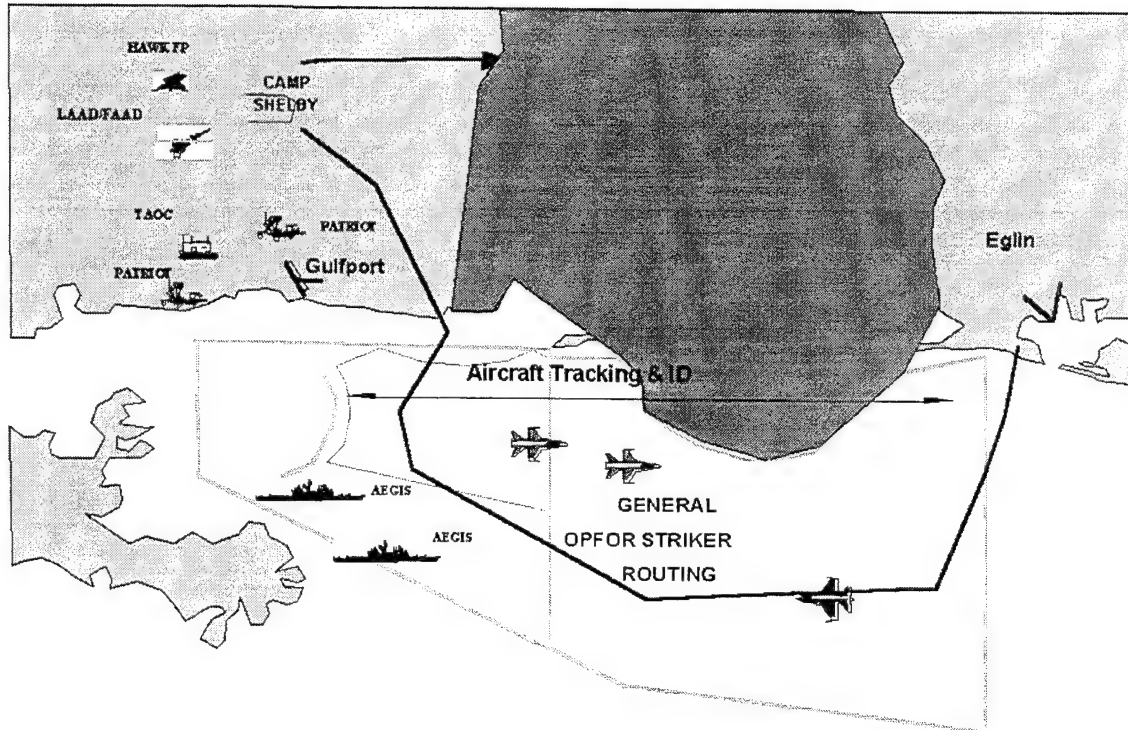 HAWK FP
CAMP
SHELBY
LAAD/FAAD
TAOC
PATRIOT
PATRIOT
Gulfport
Eglin
Aircraft Tracking & ID
AEGIS
AEGIS
GENERAL
OPFOR STRIKER
ROUTING